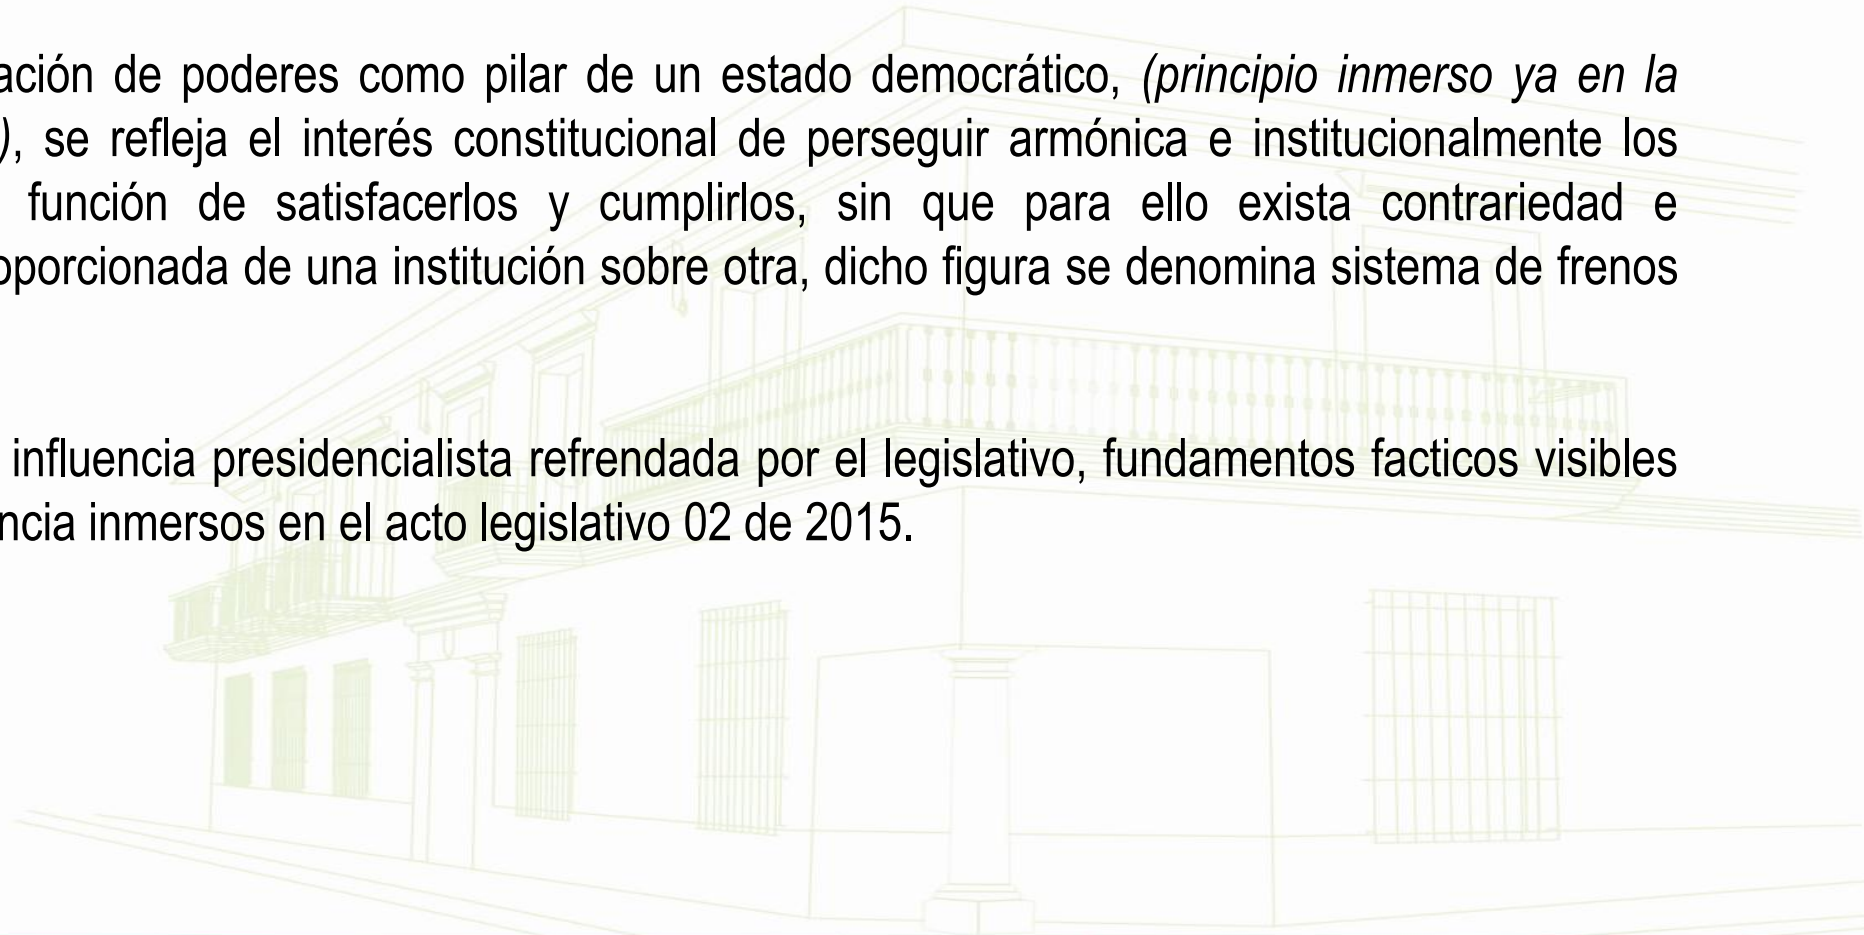 ación de poderes como pilar de un estado democrático, (principio inmerso ya en la
), se refleja el interés constitucional de perseguir armónica e institucionalmente los
función de satisfacerlos y cumplirlos, sin que para ello exista contrariedad e
oporcionada de una institución sobre otra, dicho figura se denomina sistema de frenos
influencia presidencialista refrendada por el legislativo, fundamentos facticos visibles
ncia inmersos en el acto legislativo 02 de 2015.